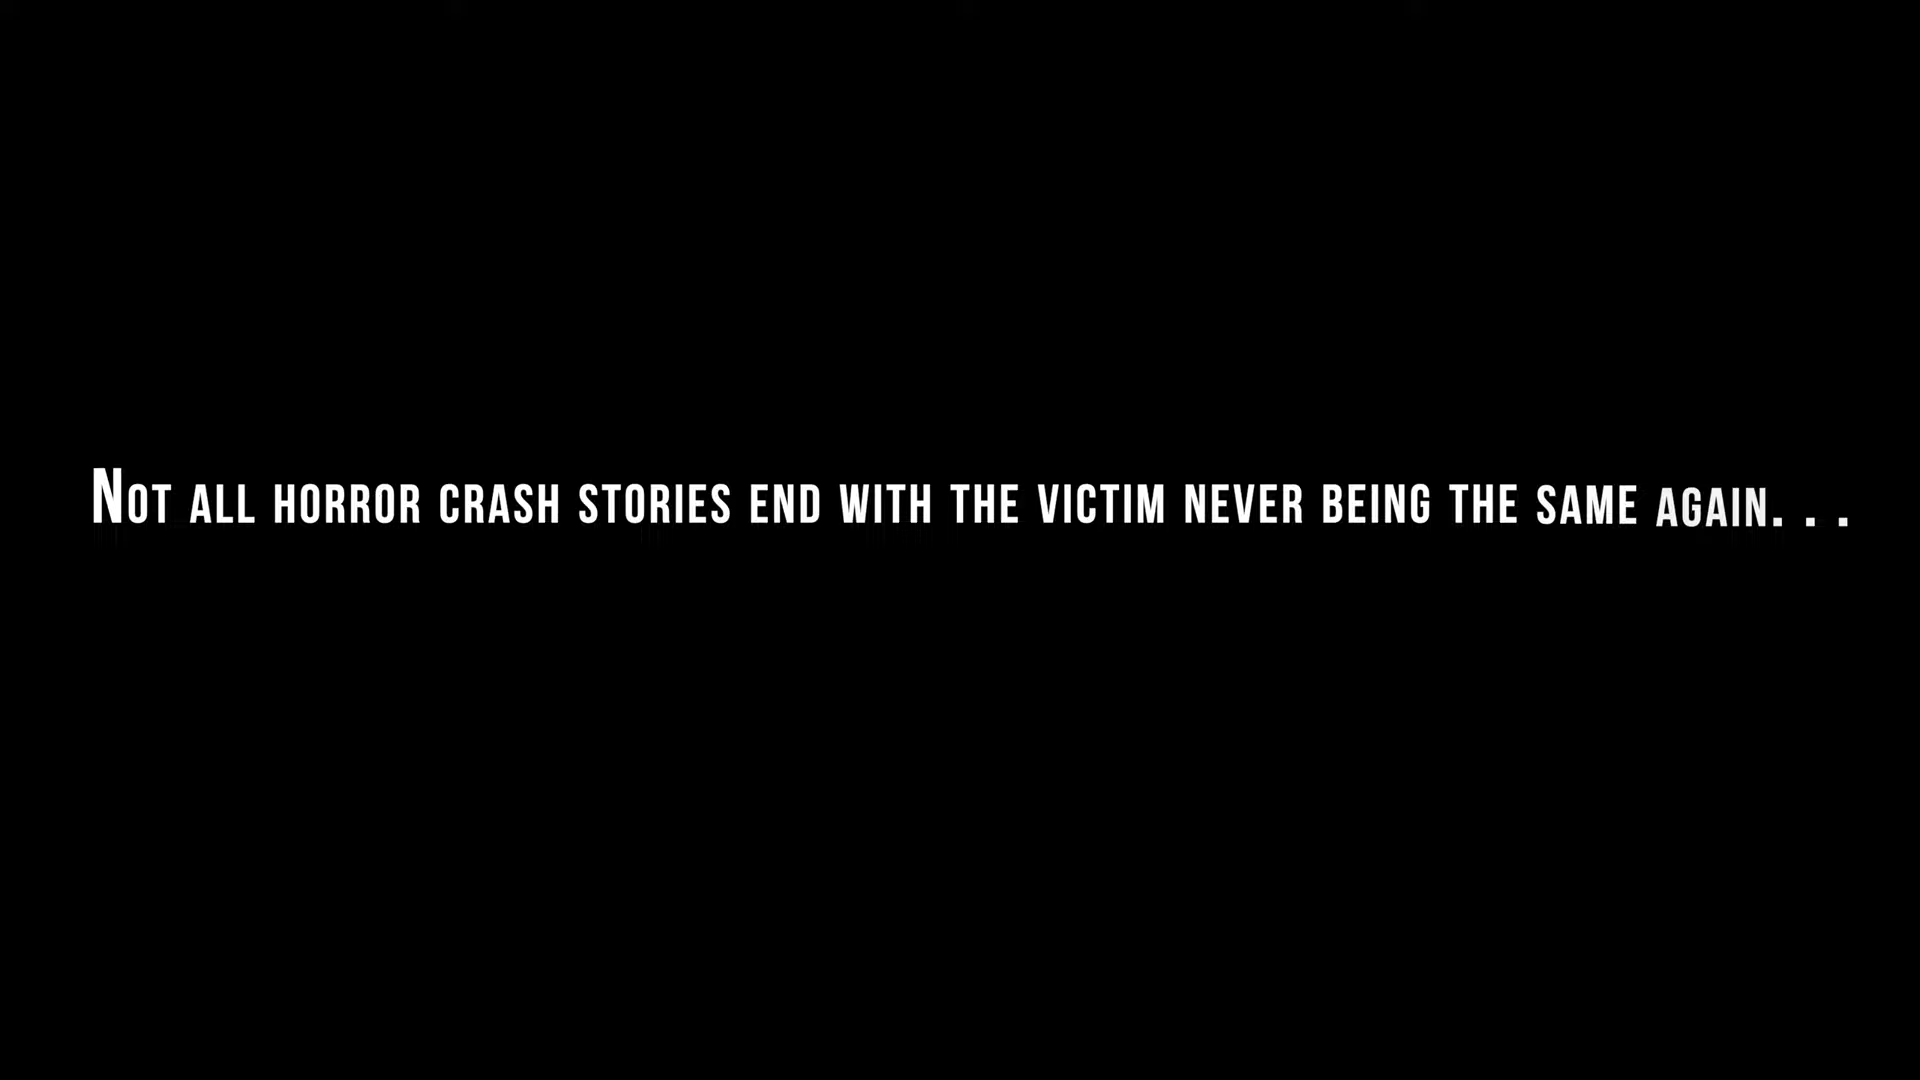 Not all horror crash stories end with the victim never being the same again. . .